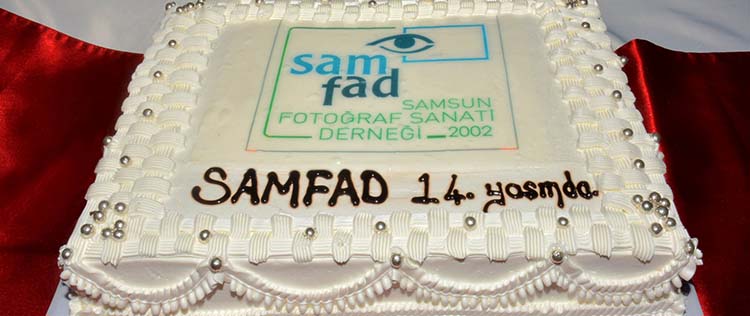 sam
fad
SAMSUN
FOTOĞRAF SANATI
DERNEĞİ 2002
SAMFAD 14. yaşında.